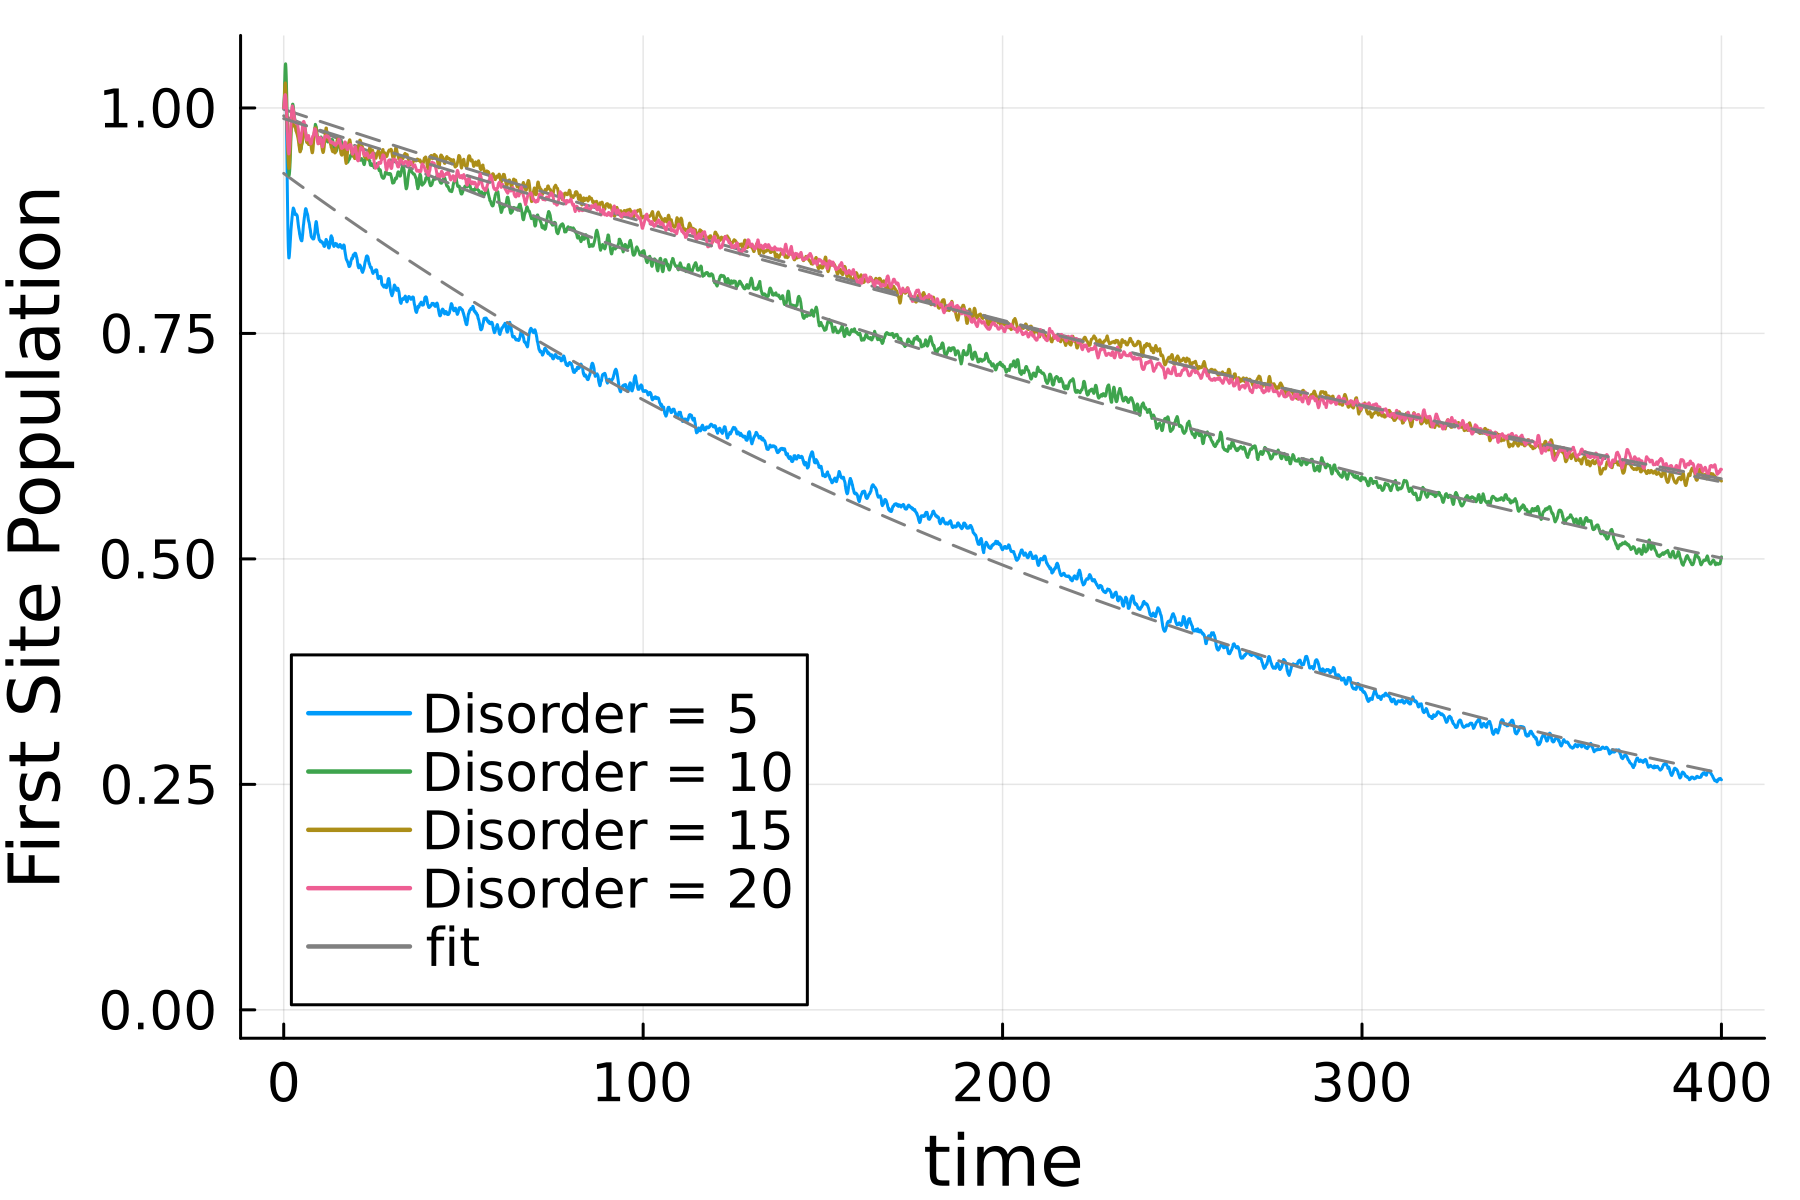 First Site Population
1.00
0.75
0.50
0.25
0.00
Disorder = 5
Disorder = 10
Disorder = 15
Disorder = 20
fit
0 100 200 300 400
time